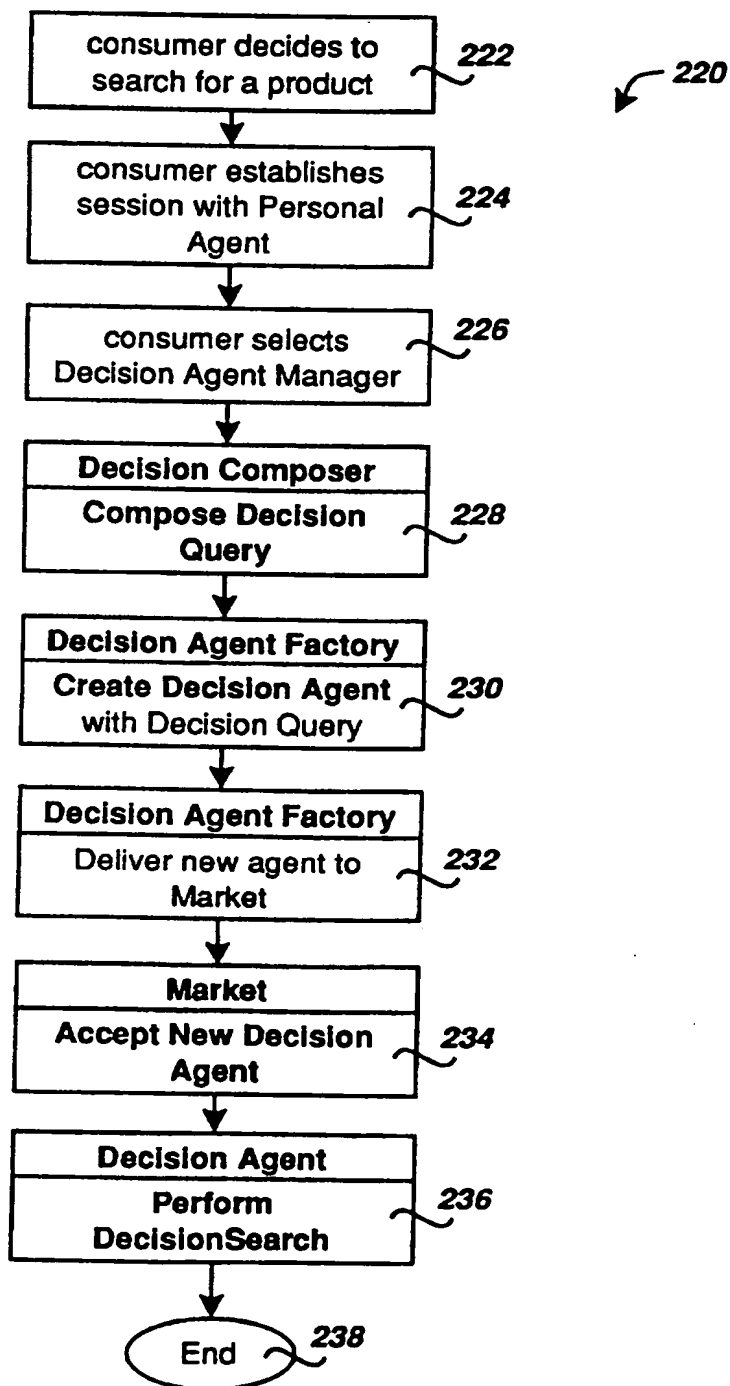 consumer decides to
search for a product
222
220
consumer establishes
session with Personal
Agent
224
consumer selects
Decision Agent Manager
226
Decision Composer
Compose Decision
Query
228
Decision Agent Factory
Create Decision Agent
with Decision Query
230
Decision Agent Factory
Deliver new agent to
Market
232
Market
Accept New Decision
Agent
234
Decision Agent
Perform
DecisionSearch
236
End
238